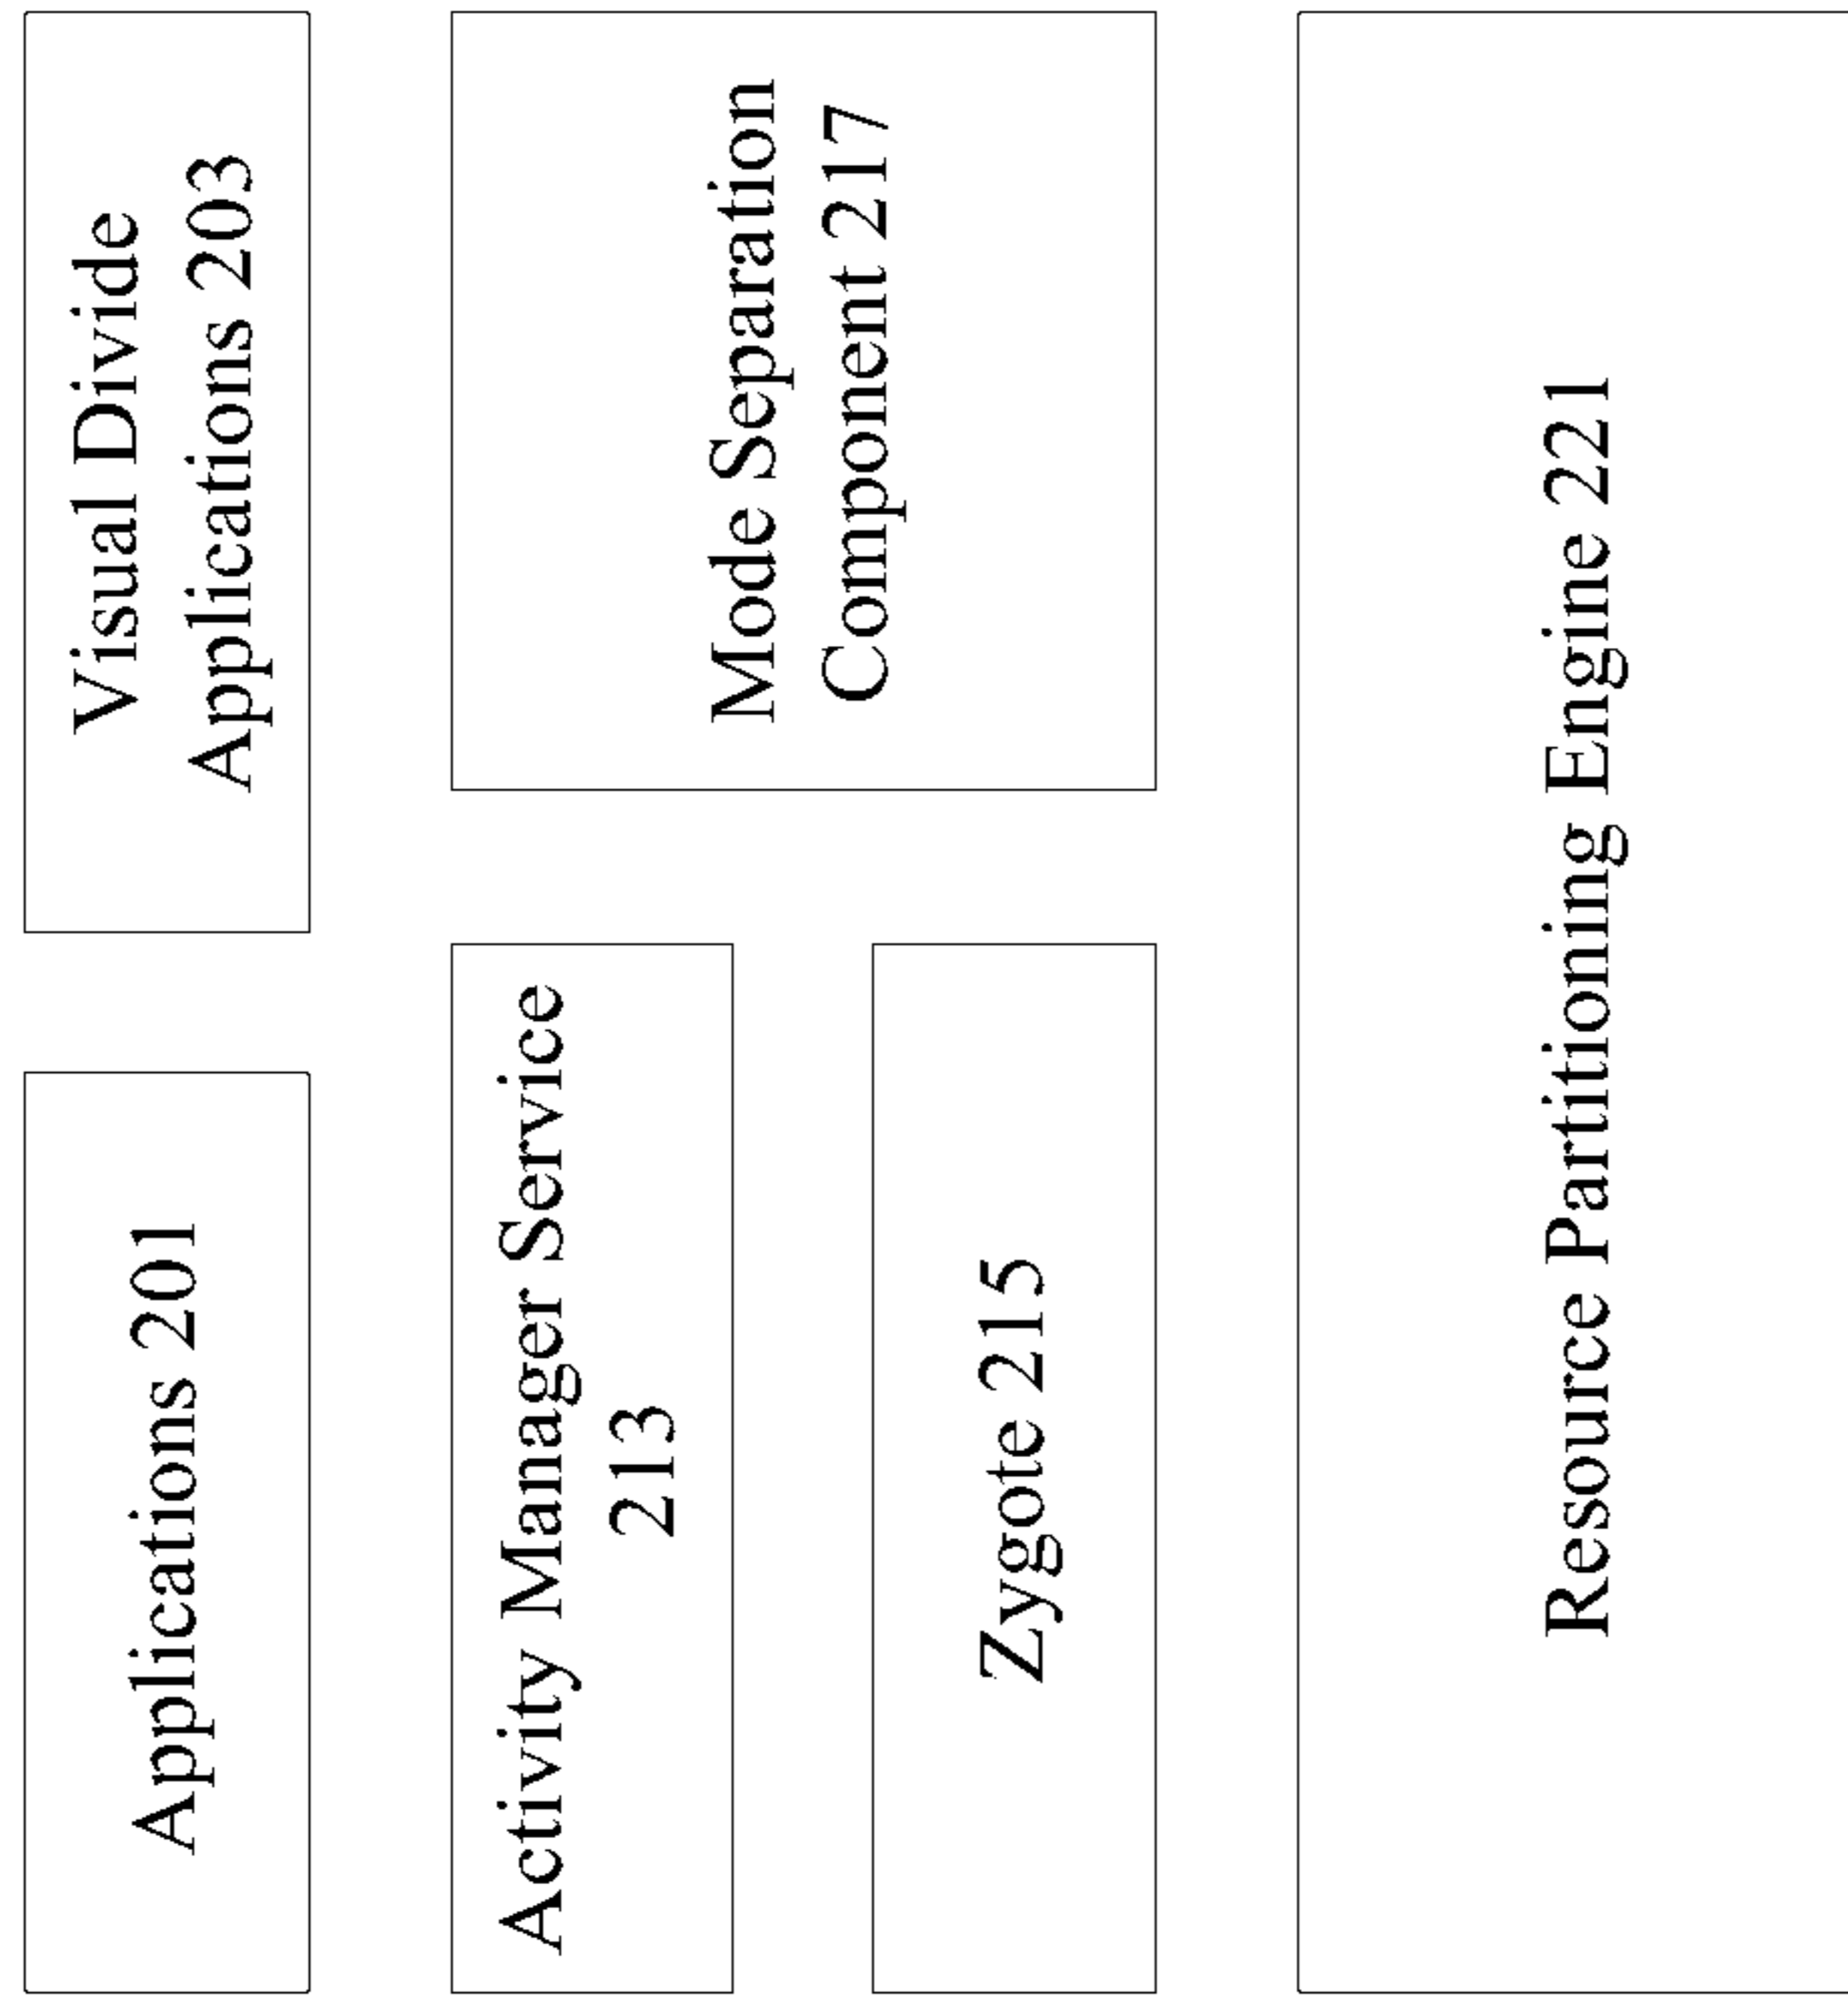 Applications 201
Visual Divide
Applications 203
Activity Manager Service
213
Mode Separation
Component 217
Zygote 215
Resource Partitioning Engine 221